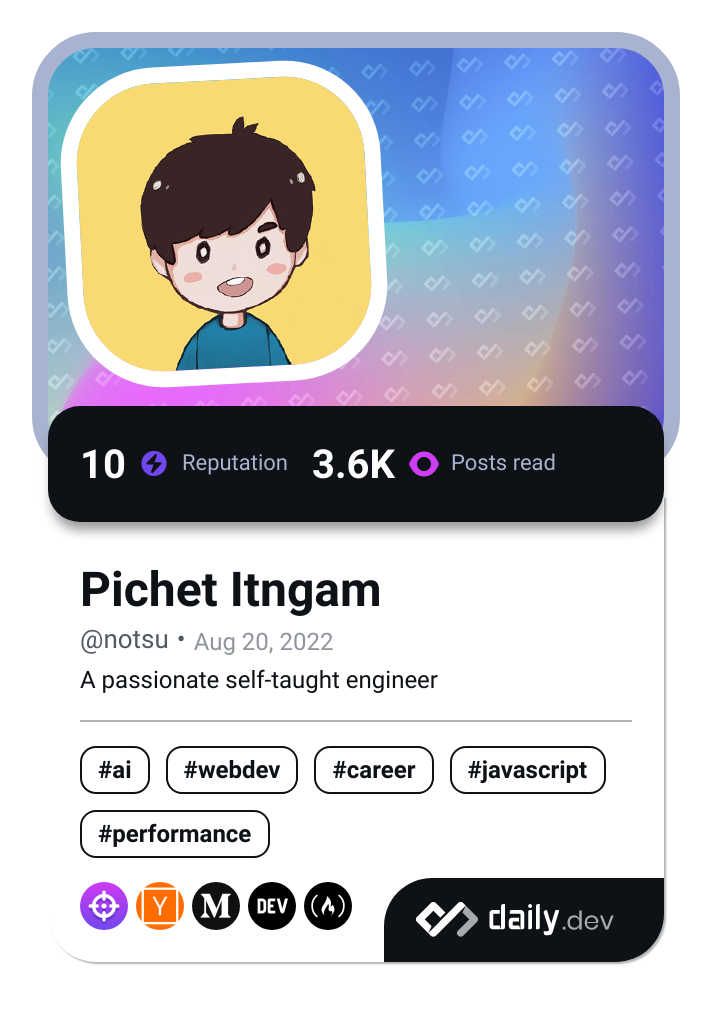 10 Reputation 3.6K Posts read
Pichet Itngam
@notsu • Aug 20, 2022
A passionate self-taught engineer
#ai #webdev #career #javascript
#performance
Y M DEV
daily.dev